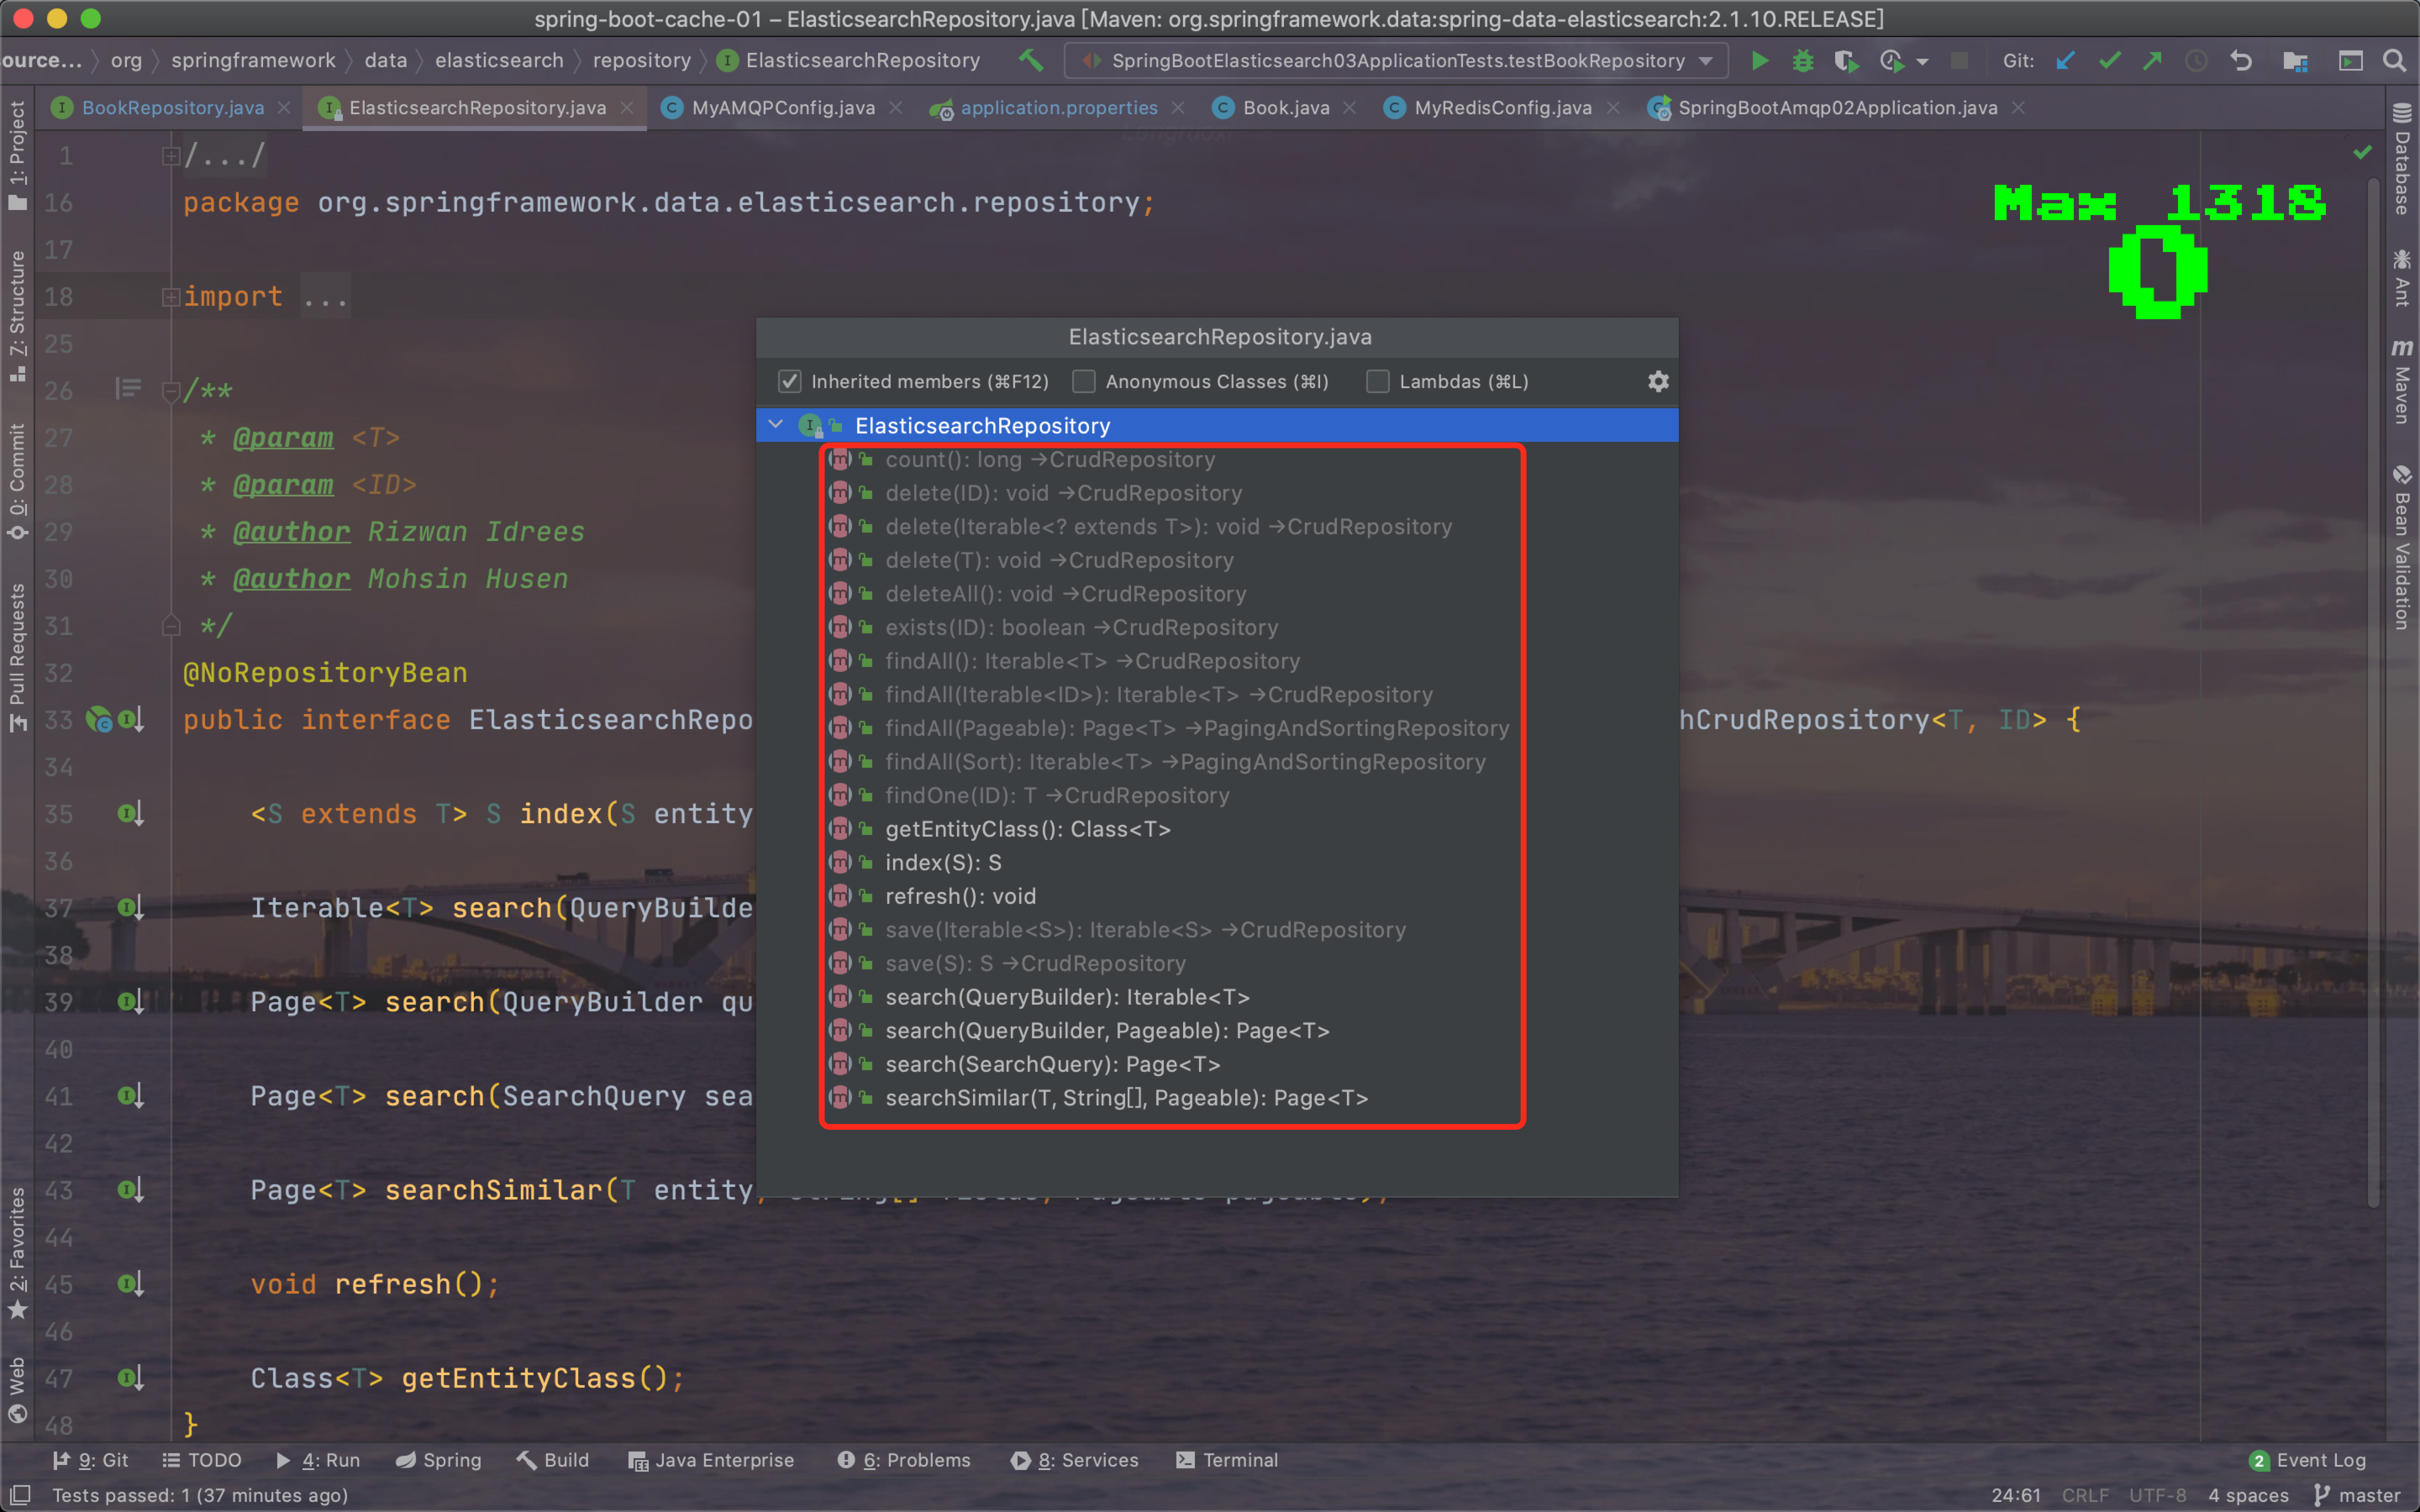 spring-boot-cache-01 – ElasticsearchRepository.java [Maven: org.springframework.data:spring-data-elasticsearch:2.1.10.RELEASE]
ource... org springframework data elasticsearch repository ElasticsearchRepository SpringBootElasticsearch03ApplicationTests.testBookRepository Git:
BookRepository.java ElasticsearchRepository.java MyAMQPConfig.java application.properties Book.java MyRedisConfig.java SpringBootAmqp02Application.java
1: Project
Z: Structure
0: Commit
Pull Requests
2: Favorites
Web
1 /.../
16 package org.springframework.data.elasticsearch.repository;
17
18 import ...
25
26 /**
27 * @param <T>
28 * @param <ID>
29 * @author Rizwan Idrees
30 * @author Mohsin Husen
31 */
32 @NoRepositoryBean
33 public interface ElasticsearchRepo hCrudRepository<T, ID> {
34
35 <S extends T> S index(S entity
36
37 Iterable<T> search(QueryBuilde
38
39 Page<T> search(QueryBuilder qu
40
41 Page<T> search(SearchQuery sea
42
43 Page<T> searchSimilar(T entity,
44
45 void refresh();
46
47 Class<T> getEntityClass();
48 }
Max 1318
0
ElasticsearchRepository.java
Inherited members (⌘F12) Anonymous Classes (⌘I) Lambdas (⌘L)
ElasticsearchRepository
count(): long →CrudRepository
delete(ID): void →CrudRepository
delete(Iterable<? extends T>): void →CrudRepository
delete(T): void →CrudRepository
deleteAll(): void →CrudRepository
exists(ID): boolean →CrudRepository
findAll(): Iterable<T> →CrudRepository
findAll(Iterable<ID>): Iterable<T> →CrudRepository
findAll(Pageable): Page<T> →PagingAndSortingRepository
findAll(Sort): Iterable<T> →PagingAndSortingRepository
findOne(ID): T →CrudRepository
getEntityClass(): Class<T>
index(S): S
refresh(): void
save(Iterable<S>): Iterable<S> →CrudRepository
save(S): S →CrudRepository
search(QueryBuilder): Iterable<T>
search(QueryBuilder, Pageable): Page<T>
search(SearchQuery): Page<T>
searchSimilar(T, String[], Pageable): Page<T>
Database
Ant
Maven
Bean Validation
9: Git TODO 4: Run Spring Build Java Enterprise 6: Problems 8: Services Terminal 2 Event Log
Tests passed: 1 (37 minutes ago) 24:61 CRLF UTF-8 4 spaces master